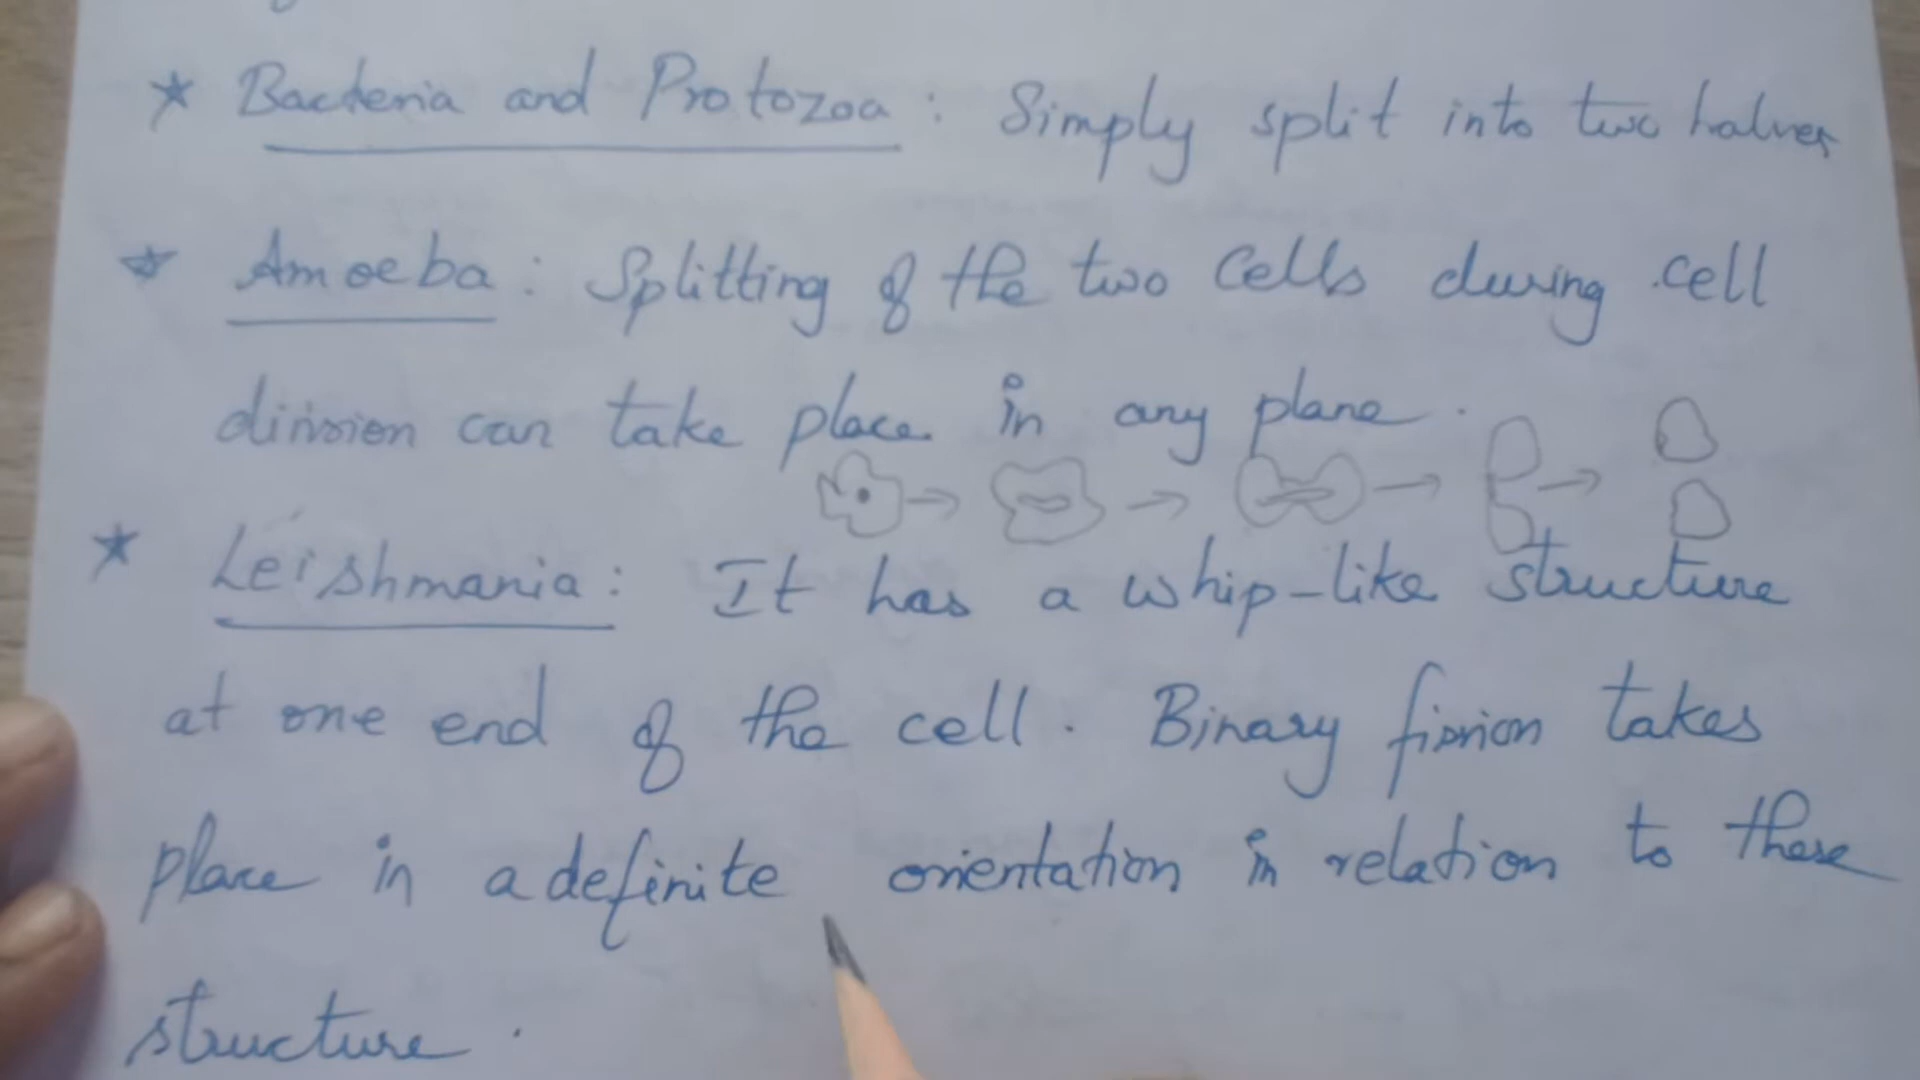 ★ Bacteria and Protozoa : Simply split into two halves
★ Amoeba : Splitting of the two Cells during cell
division can take place in any plane.
★ Leishmania : It has a whip-like structure
at one end of the cell. Binary fission takes
place in a definite orientation in relation to these
structure.